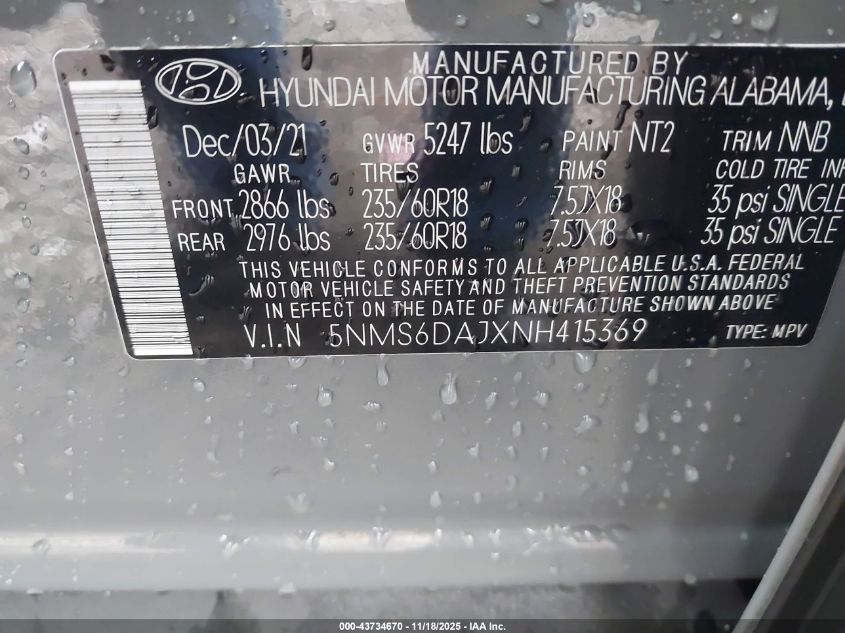 MANUFACTURED BY
HYUNDAI MOTOR MANUFACTURING ALABAMA,
Dec/03/21 GVWR 5247 lbs PAINT NT2 TRIM NNB
GAWR TIRES RIMS COLD TIRE INF
FRONT 2866 lbs 235/60R18 7.5JX18 35 psi SINGLE
REAR 2976 lbs 235/60R18 7.5JX18 35 psi SINGLE
THIS VEHICLE CONFORMS TO ALL APPLICABLE U.S.A. FEDERAL
MOTOR VEHICLE SAFETY AND THEFT PREVENTION STANDARDS
IN EFFECT ON THE DATE OF MANUFACTURE SHOWN ABOVE.
V.I.N 5NMS6DAJXNH415369 TYPE: MPV
000-43734670 - 11/18/2025 - IAA Inc.